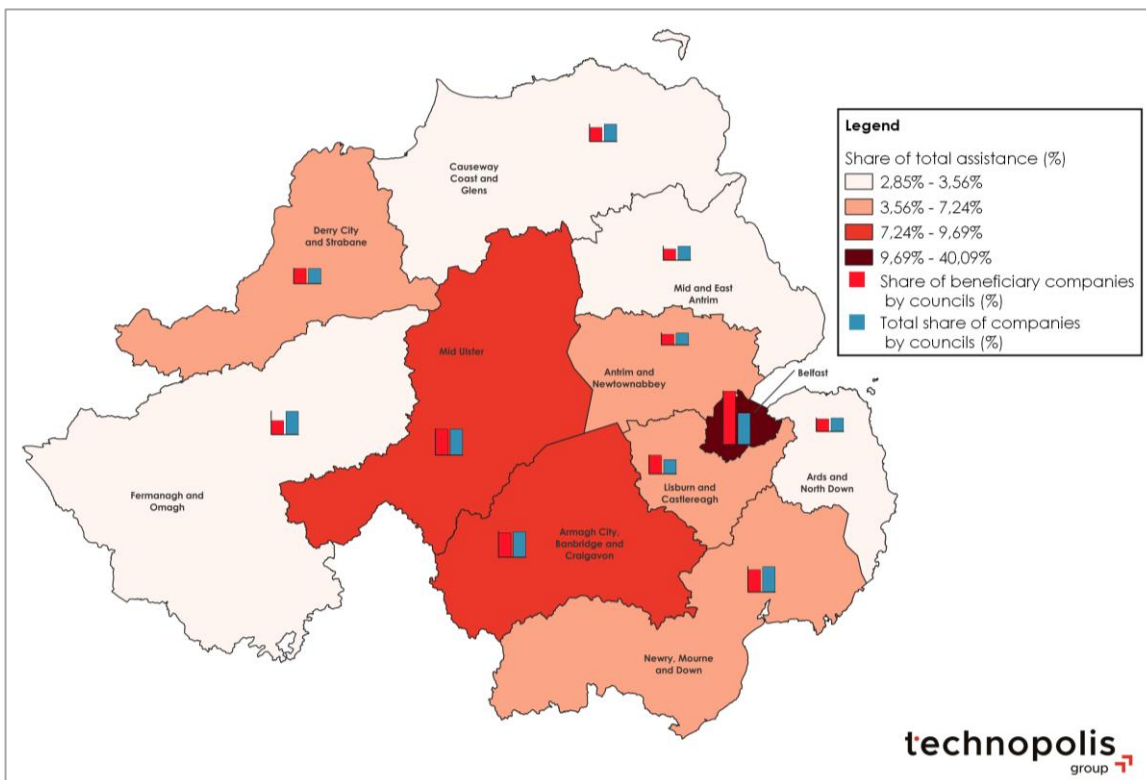 Legend
Share of total assistance (%)
2,85% - 3,56%
3,56% - 7,24%
7,24% - 9,69%
9,69% - 40,09%
Share of beneficiary companies
by councils (%)
Total share of companies
by councils (%)
Causeway
Coast and
Glens
Derry City
and Strabane
Mid and East
Antrim
Mid Ulster
Antrim and
Newtownabbey
Belfast
Fermanagh and
Omagh
Lisburn and
Castlereagh
Ards and
North Down
Armagh City,
Banbridge and
Craigavon
Newry, Mourne
and Down
technopolis
group